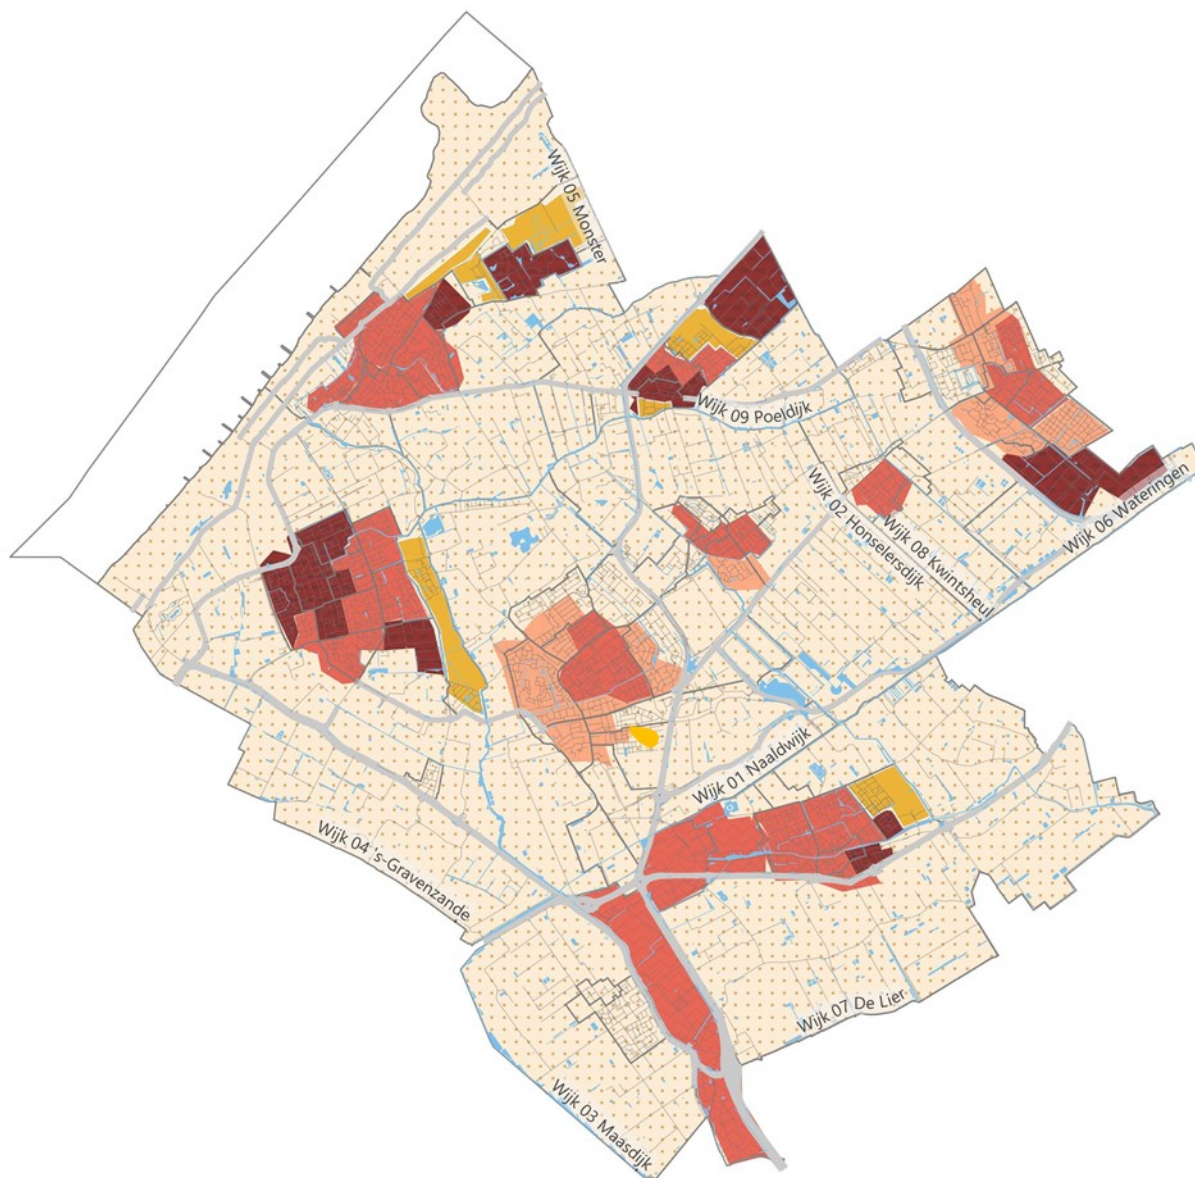 Wijk 05 Monster
Wijk 09 Poeldijk
Wijk 02 Honselersdijk
Wijk 08 Kwintsheul
Wijk 06 Wateringen
Wijk 01 Naaldwijk
Wijk 04 's-Gravenzande
Wijk 07 De Lier
Wijk 03 Maasdijk